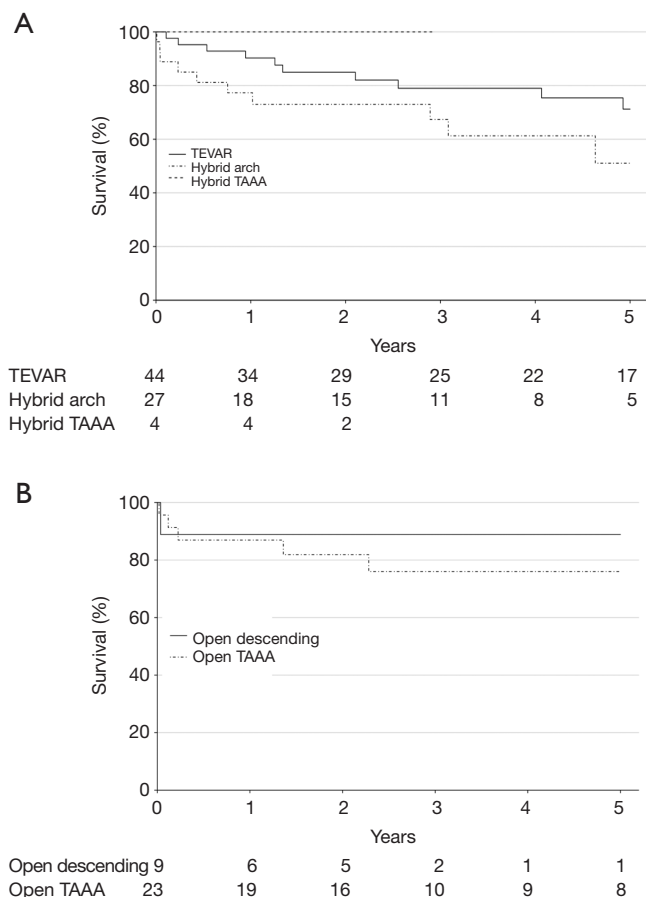 A
100
80
60
40
20
0
Survival (%)
TEVAR
Hybrid arch
Hybrid TAAA
0 1 2 3 4 5
Years
TEVAR 44 34 29 25 22 17
Hybrid arch 27 18 15 11 8 5
Hybrid TAAA 4 4 2
B
100
80
60
40
20
0
Survival (%)
Open descending
Open TAAA
0 1 2 3 4 5
Years
Open descending 9 6 5 2 1 1
Open TAAA 23 19 16 10 9 8